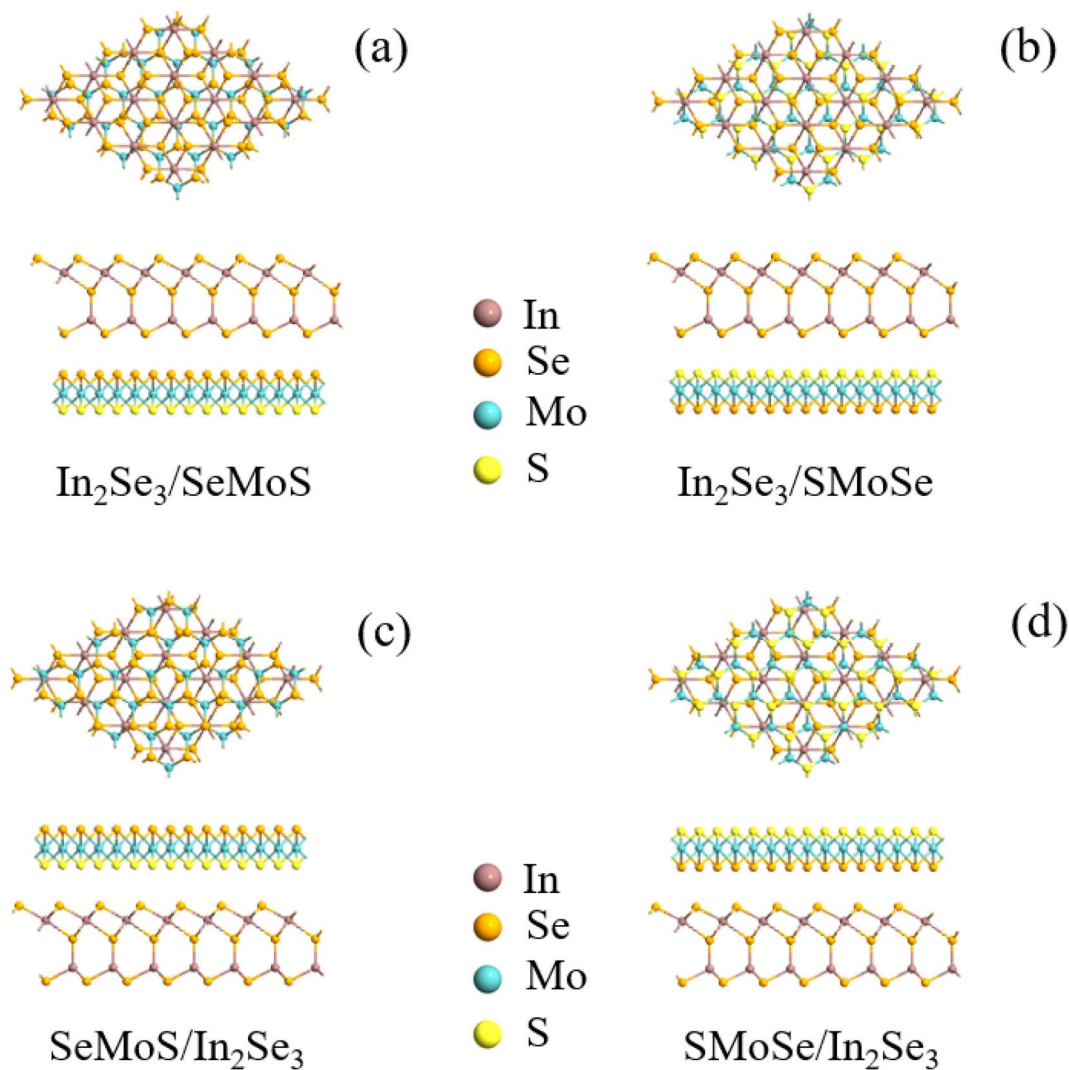 (a)
(b)
In
Se
Mo
S
In₂Se₃/SeMoS
In₂Se₃/SMoSe
(c)
(d)
In
Se
Mo
S
SeMoS/In₂Se₃
SMoSe/In₂Se₃